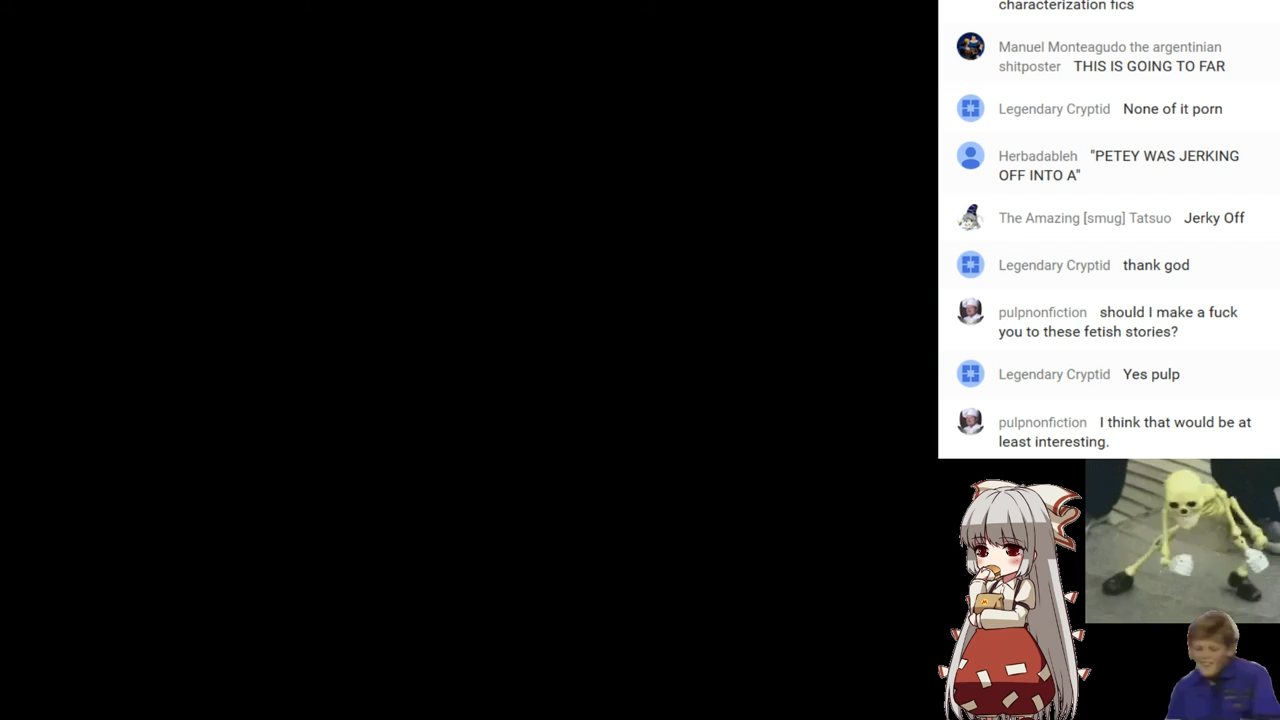 characterization fics
Manuel Monteagudo the argentinian
shitposter THIS IS GOING TO FAR
Legendary Cryptid None of it porn
Herbadableh "PETEY WAS JERKING
OFF INTO A"
The Amazing [smug] Tatsuo Jerky Off
Legendary Cryptid thank god
pulpnonfiction should I make a fuck
you to these fetish stories?
Legendary Cryptid Yes pulp
pulpnonfiction I think that would be at
least interesting.